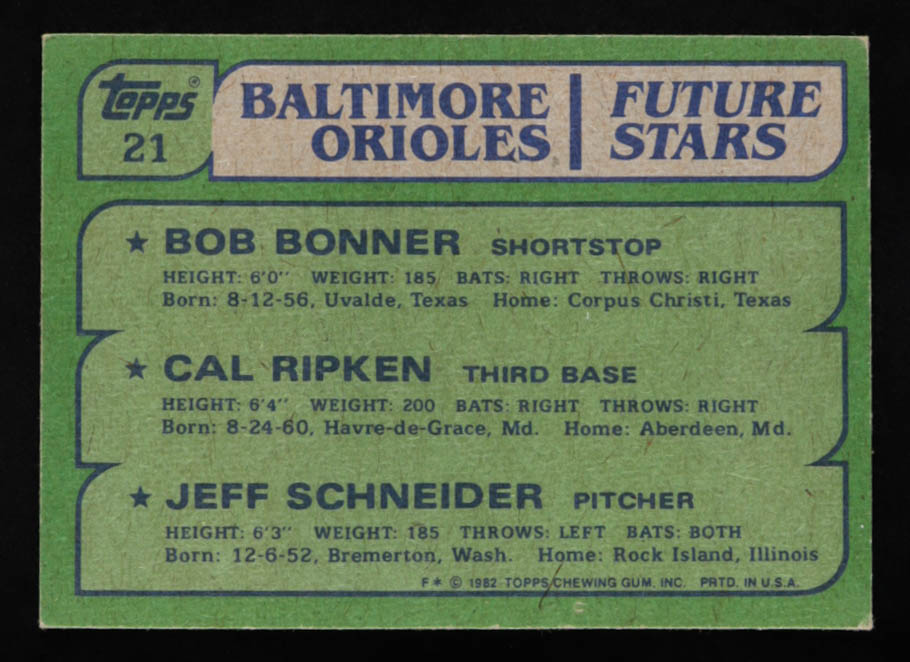 Topps®
21
BALTIMORE ORIOLES
FUTURE STARS
★ BOB BONNER SHORTSTOP
HEIGHT: 6'0" WEIGHT: 185 BATS: RIGHT THROWS: RIGHT
Born: 8-12-56, Uvalde, Texas Home: Corpus Christi, Texas
★ CAL RIPKEN THIRD BASE
HEIGHT: 6'4" WEIGHT: 200 BATS: RIGHT THROWS: RIGHT
Born: 8-24-60, Havre-de-Grace, Md. Home: Aberdeen, Md.
★ JEFF SCHNEIDER PITCHER
HEIGHT: 6'3" WEIGHT: 185 THROWS: LEFT BATS: BOTH
Born: 12-6-52, Bremerton, Wash. Home: Rock Island, Illinois
F* © 1982 TOPPS CHEWING GUM, INC. PRTD. IN U.S.A.